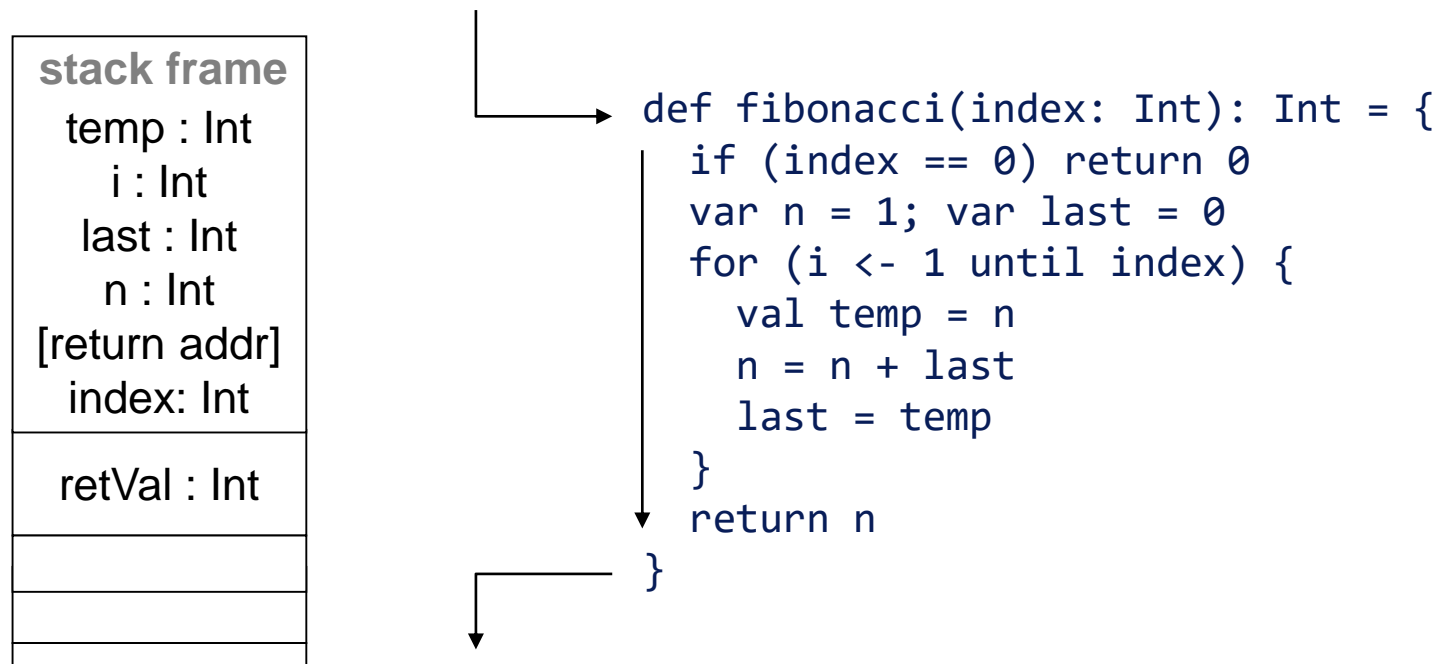 stack frame
temp : Int
i : Int
last : Int
n : Int
[return addr]
index: Int
retVal : Int
def fibonacci(index: Int): Int = {
  if (index == 0) return 0
  var n = 1; var last = 0
  for (i <- 1 until index) {
    val temp = n
    n = n + last
    last = temp
  }
  return n
}